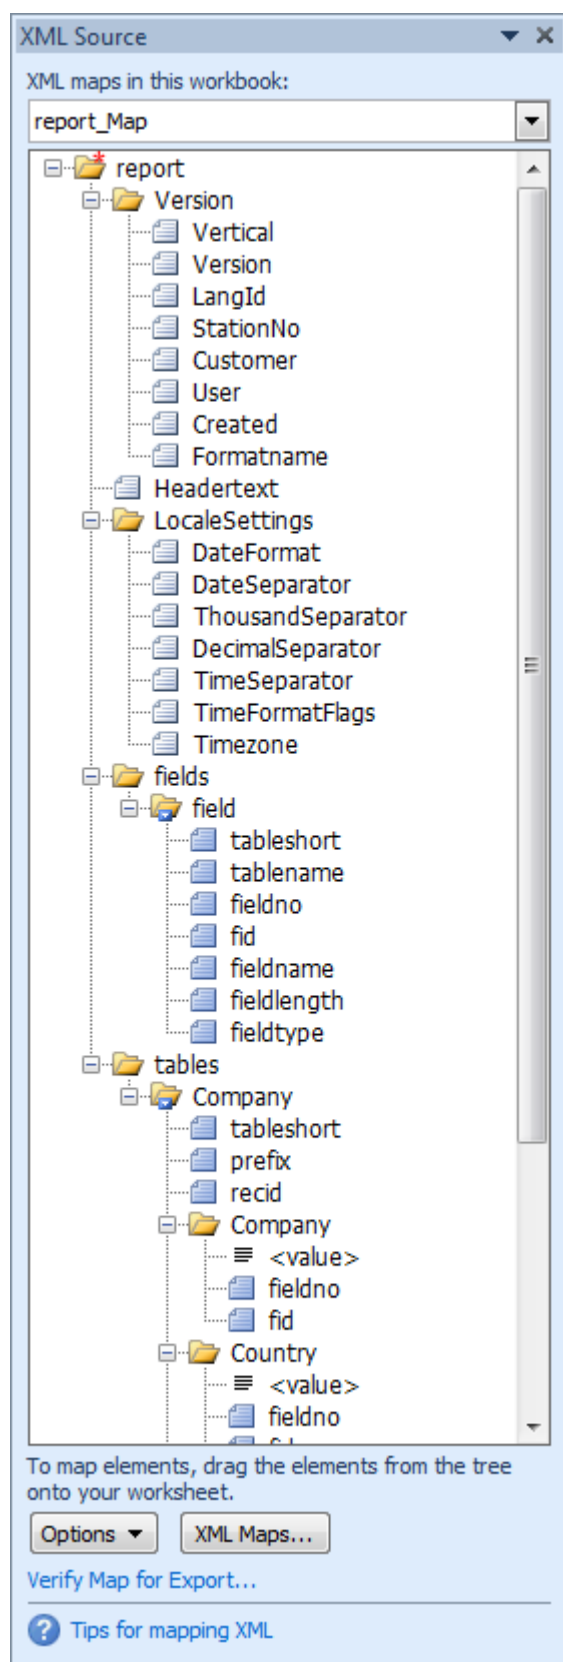 XML Source
XML maps in this workbook:
report_Map
report
Version
Vertical
Version
LangId
StationNo
Customer
User
Created
Formatname
Headertext
LocaleSettings
DateFormat
DateSeparator
ThousandSeparator
DecimalSeparator
TimeSeparator
TimeFormatFlags
Timezone
fields
field
tableshort
tablename
fieldno
fid
fieldname
fieldlength
fieldtype
tables
Company
tableshort
prefix
recid
Company
<value>
fieldno
fid
Country
<value>
fieldno
To map elements, drag the elements from the tree
onto your worksheet.
Options XML Maps...
Verify Map for Export...
Tips for mapping XML